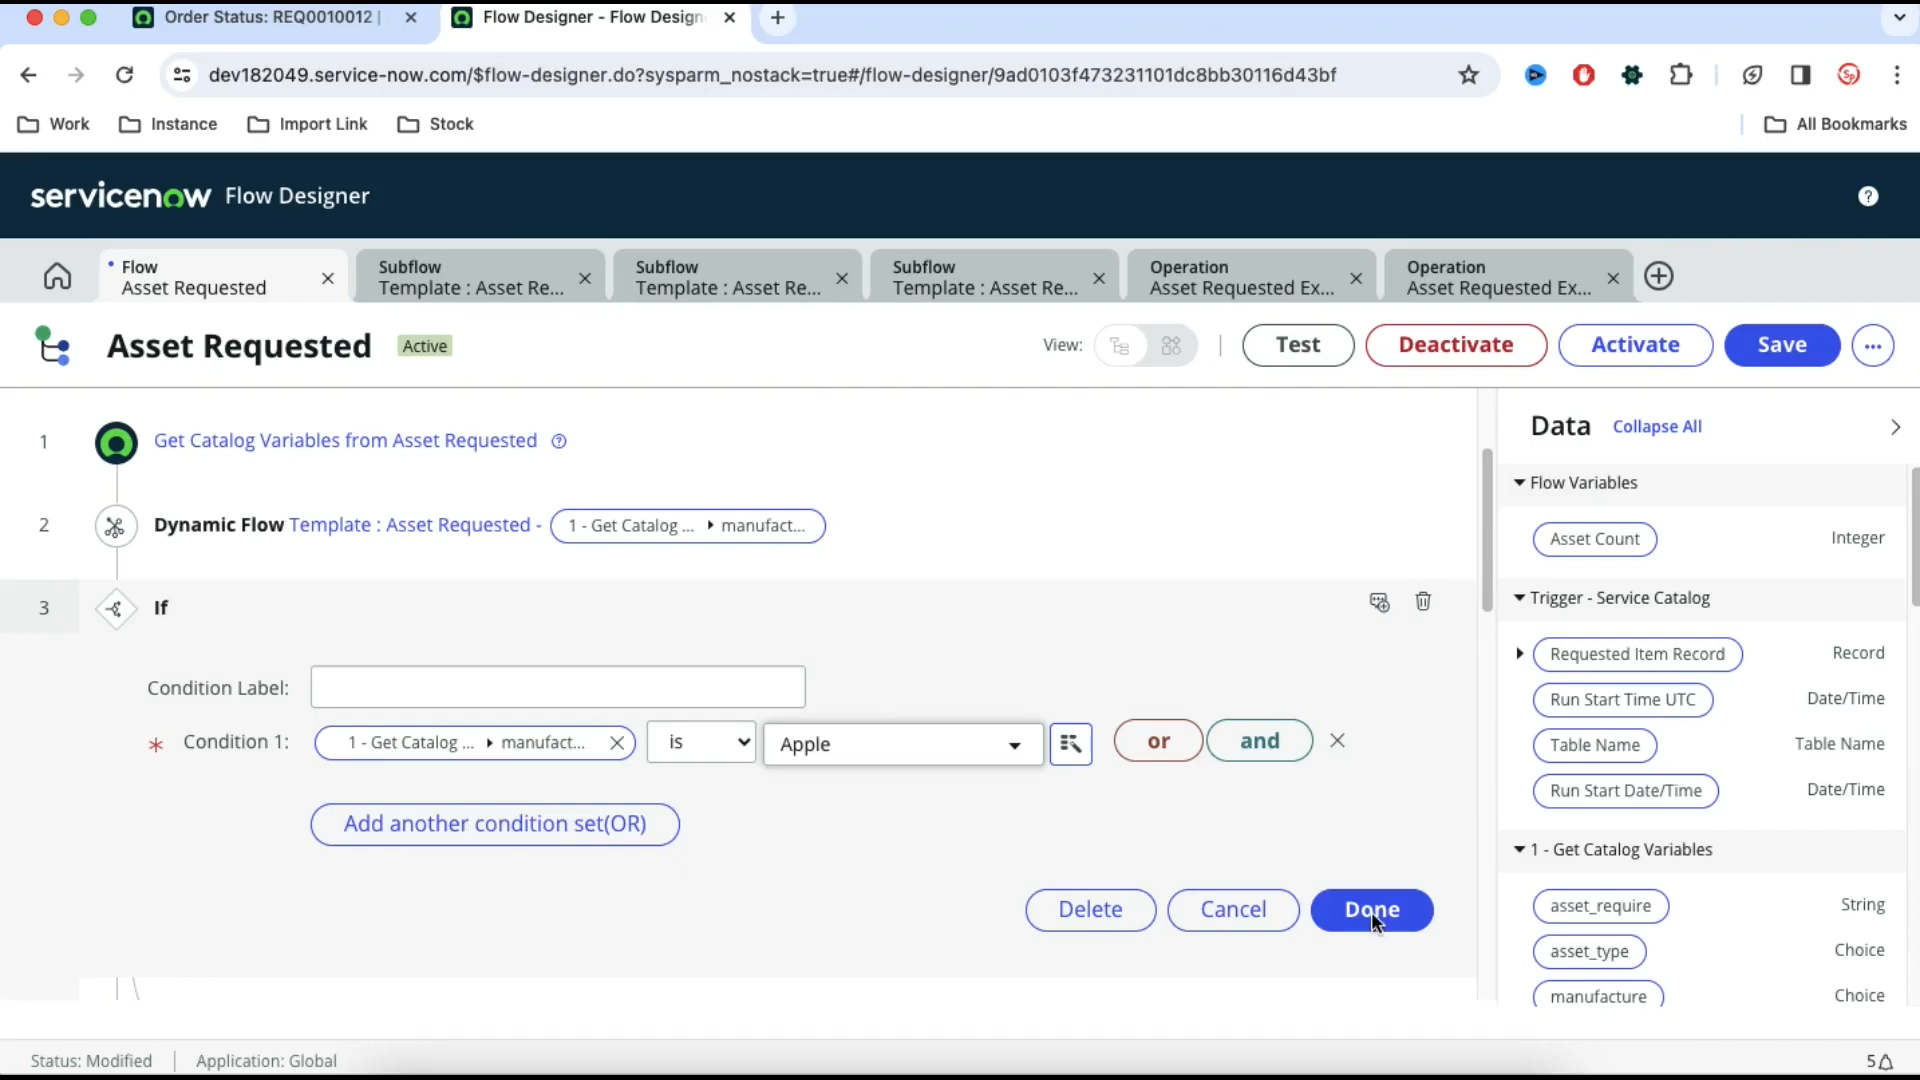 Order Status: REQ0010012 |
Flow Designer - Flow Design
dev182049.service-now.com/$flow-designer.do?sysparm_nostack=true#/flow-designer/9ad0103f473231101dc8bb30116d43bf
Work
Instance
Import Link
Stock
All Bookmarks
servicenow Flow Designer
Flow
Asset Requested
Subflow
Template : Asset Re...
Subflow
Template : Asset Re...
Subflow
Template : Asset Re...
Operation
Asset Requested Ex...
Operation
Asset Requested Ex...
Asset Requested
Active
View:
Test
Deactivate
Activate
Save
1
Get Catalog Variables from Asset Requested
2
Dynamic Flow Template : Asset Requested -
1 - Get Catalog ... manufact...
3
If
Condition Label:
* Condition 1:
1 - Get Catalog ... manufact...
is
Apple
or
and
Add another condition set(OR)
Delete
Cancel
Done
Data
Collapse All
Flow Variables
Asset Count
Integer
Trigger - Service Catalog
Requested Item Record
Record
Run Start Time UTC
Date/Time
Table Name
Table Name
Run Start Date/Time
Date/Time
1 - Get Catalog Variables
asset_require
String
asset_type
Choice
manufacture
Choice
Status: Modified
Application: Global
5